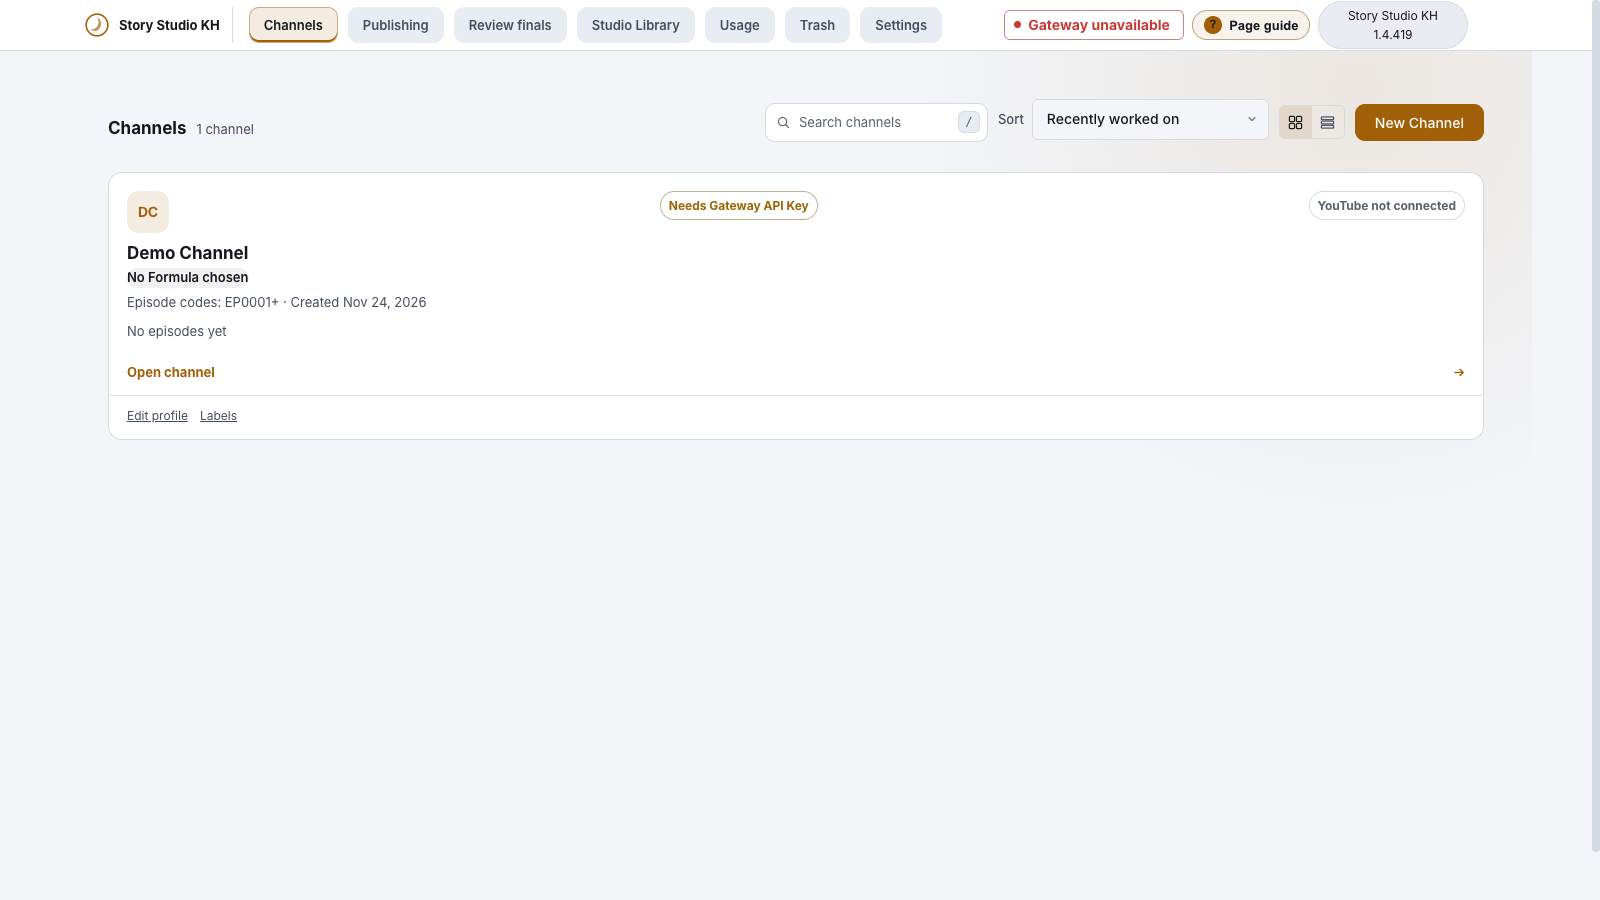 Story Studio KH
Channels
Publishing
Review finals
Studio Library
Usage
Trash
Settings
Gateway unavailable
? Page guide
Story Studio KH
1.4.419
Channels 1 channel
Search channels /
Sort
Recently worked on
New Channel
DC
Needs Gateway API Key
YouTube not connected
Demo Channel
No Formula chosen
Episode codes: EP0001+ · Created Nov 24, 2026
No episodes yet
Open channel →
Edit profile Labels